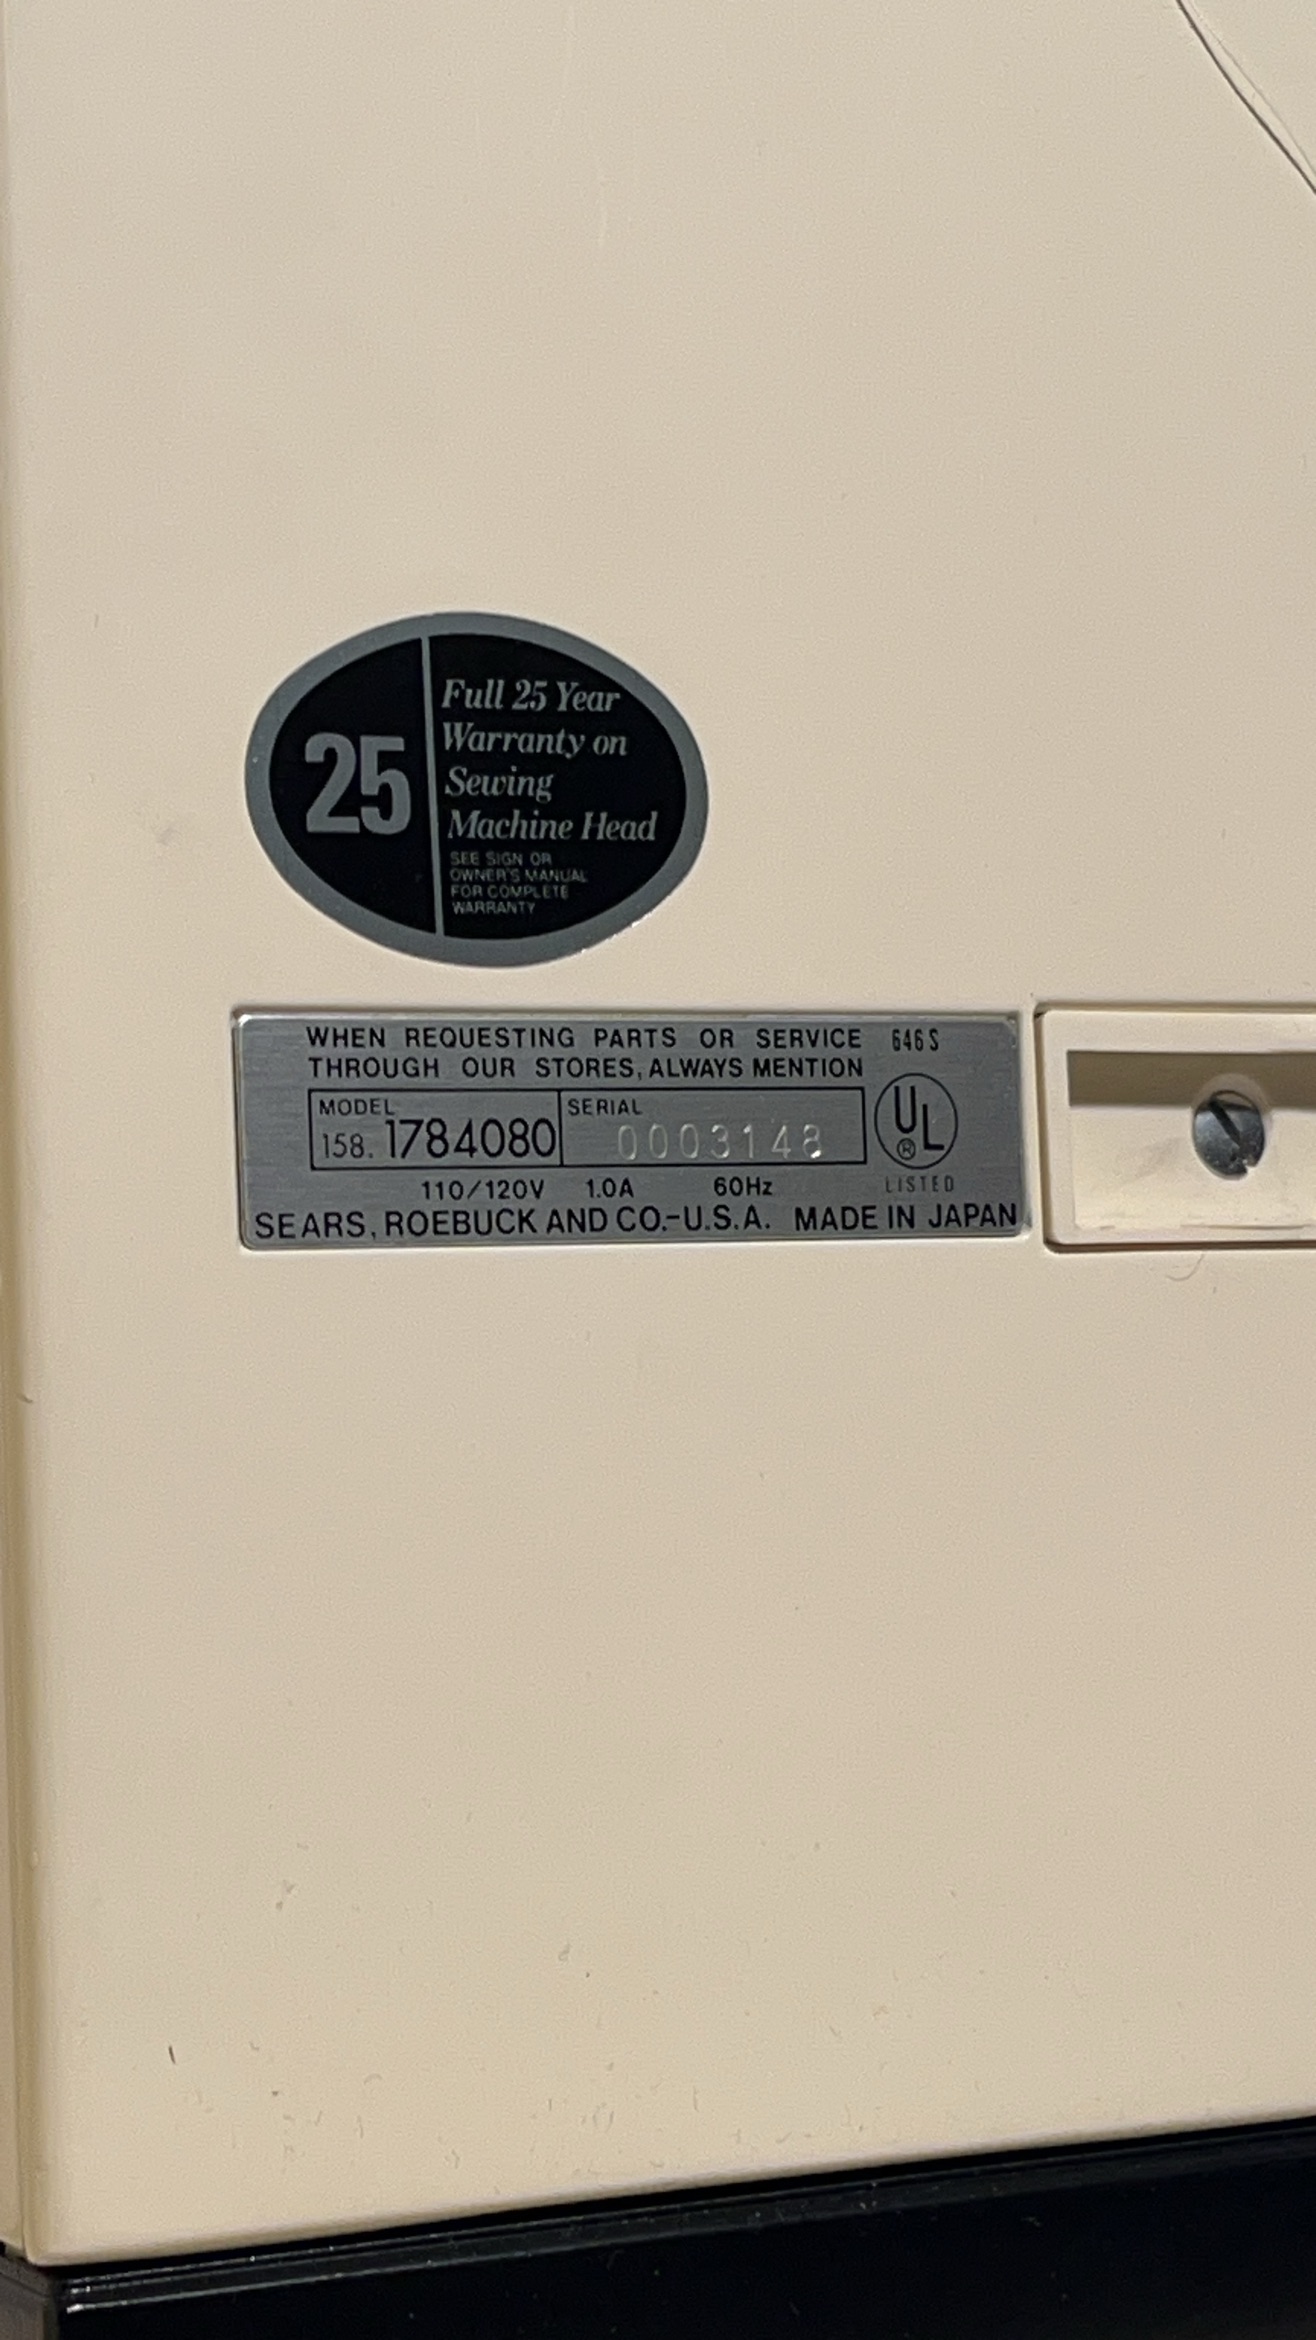 25
Full 25 Year
Warranty on
Sewing
Machine Head
SEE SIGN OR
OWNER'S MANUAL
FOR COMPLETE
WARRANTY
WHEN REQUESTING PARTS OR SERVICE 646 S
THROUGH OUR STORES, ALWAYS MENTION
MODEL SERIAL
158. 1784080 0003148
UL
®
LISTED
110/120V 1.0A 60Hz
SEARS, ROEBUCK AND CO.-U.S.A. MADE IN JAPAN